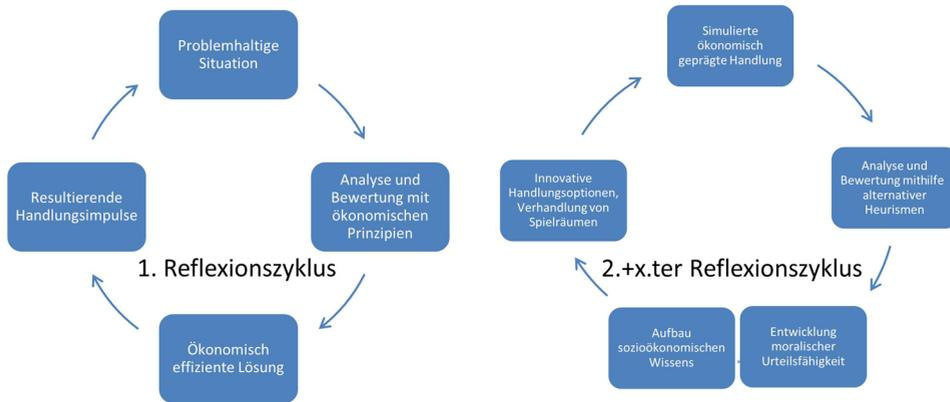 Problemhaltige
Situation
Analyse und
Bewertung mit
ökonomischen
Prinzipien
Ökonomisch
effiziente Lösung
Resultierende
Handlungsimpulse
1. Reflexionszyklus
Simulierte
ökonomisch
geprägte Handlung
Analyse und
Bewertung mithilfe
alternativer
Heurismen
Entwicklung
moralischer
Urteilsfähigkeit
Aufbau
sozioökonomischen
Wissens
Innovative
Handlungsoptionen,
Verhandlung von
Spielräumen
2.+x.ter Reflexionszyklus